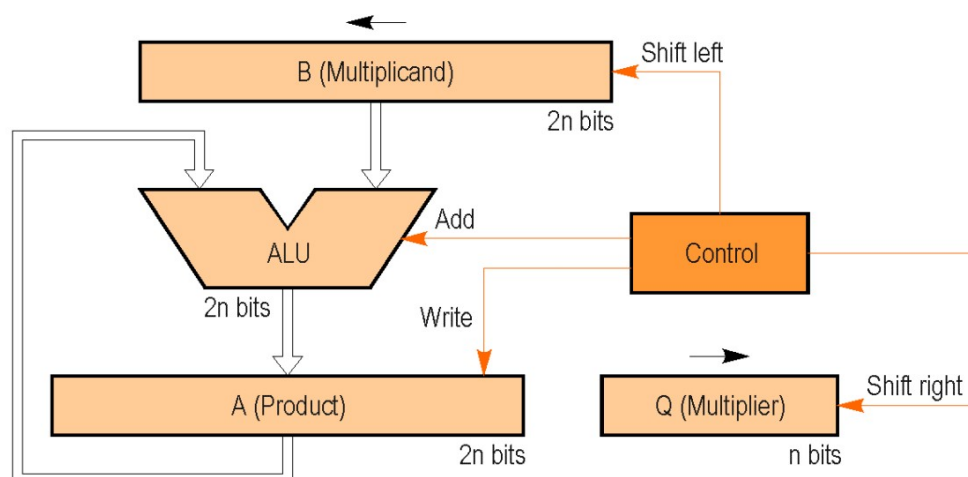 Shift left
B (Multiplicand)
2n bits
Add
ALU
Control
2n bits
Write
A (Product)
Q (Multiplier)
Shift right
2n bits
n bits